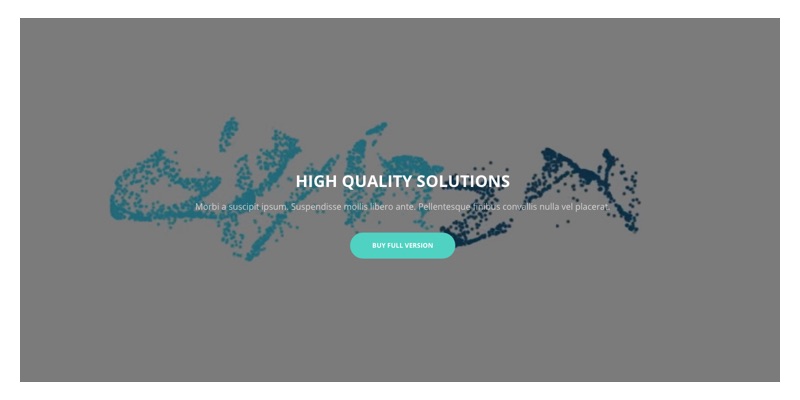 HIGH QUALITY SOLUTIONS
Morbi a suscipit ipsum. Suspendisse mollis libero ante. Pellentesque finibus convallis nulla vel placerat.
BUY FULL VERSION